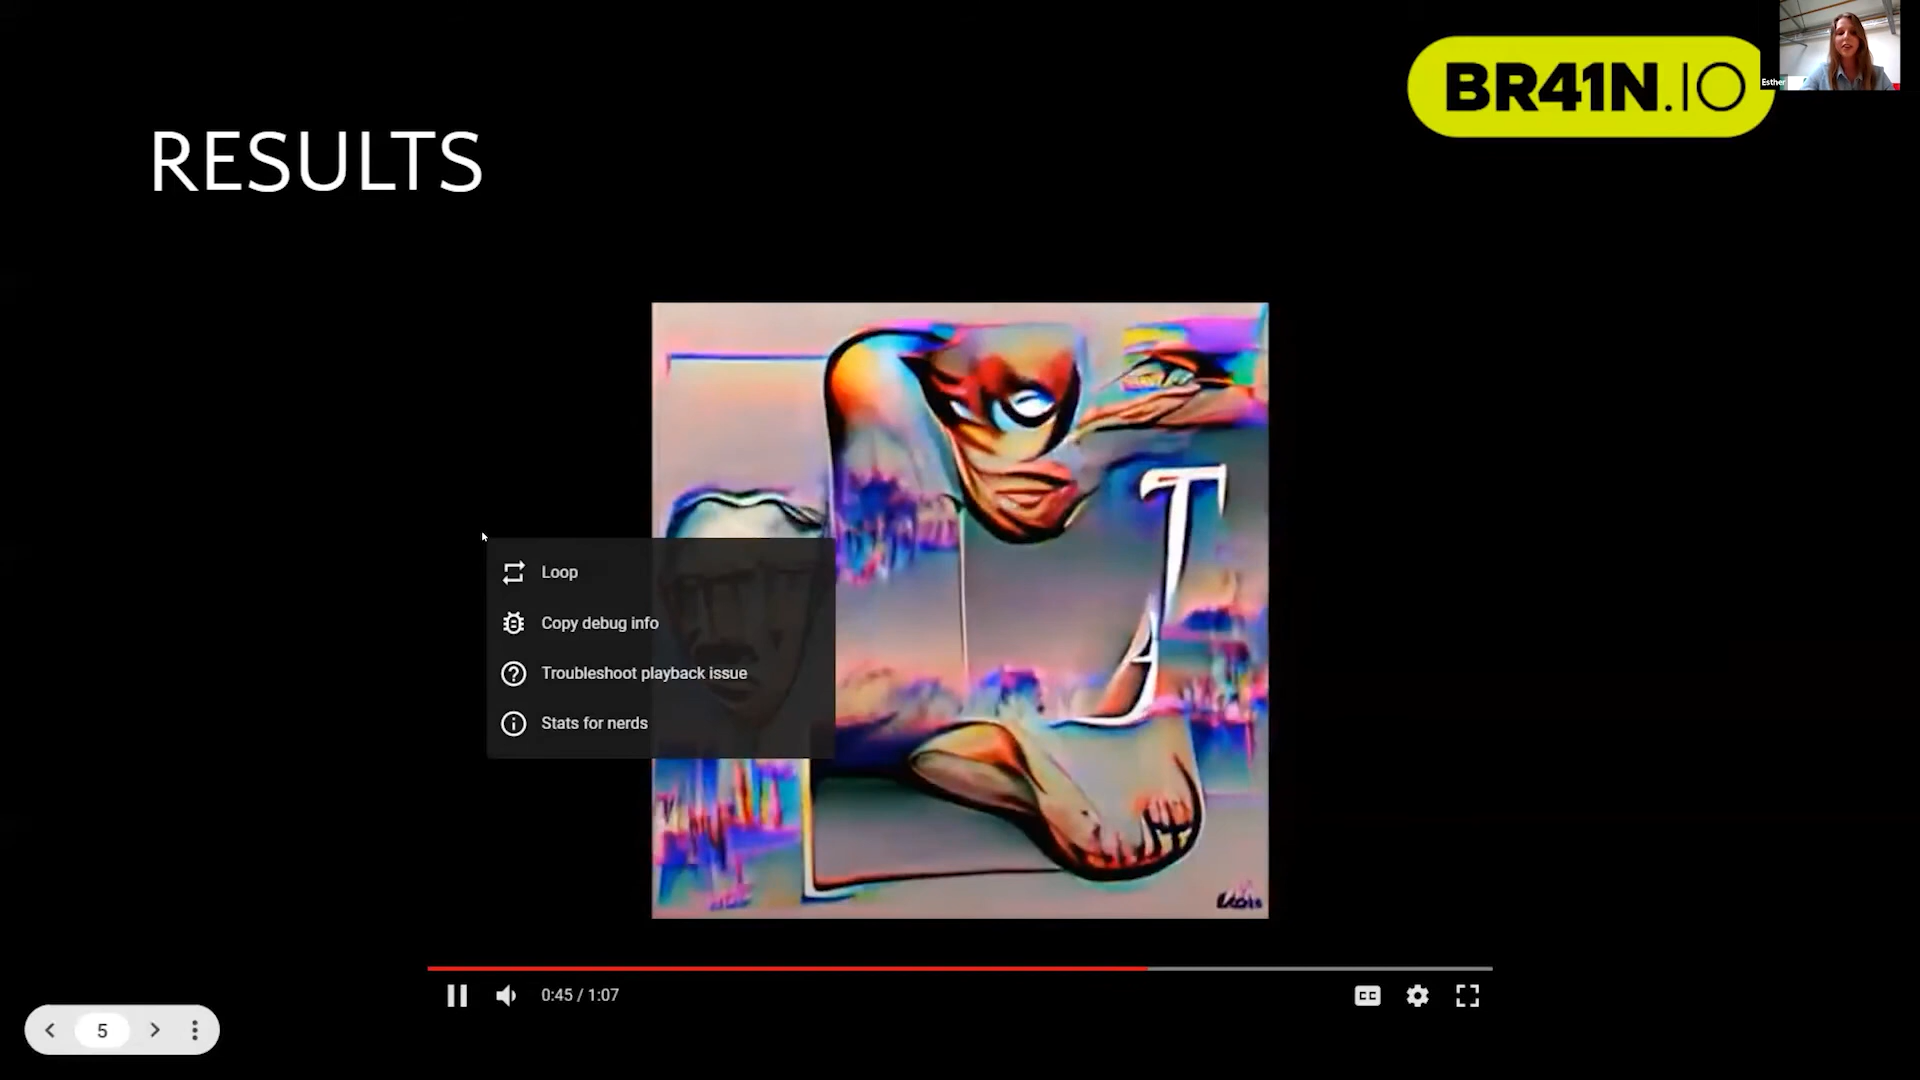 BR41N.IO
Esther
RESULTS
T
Loop
Copy debug info
Troubleshoot playback issue
Stats for nerds
0:45 / 1:07
CC
5